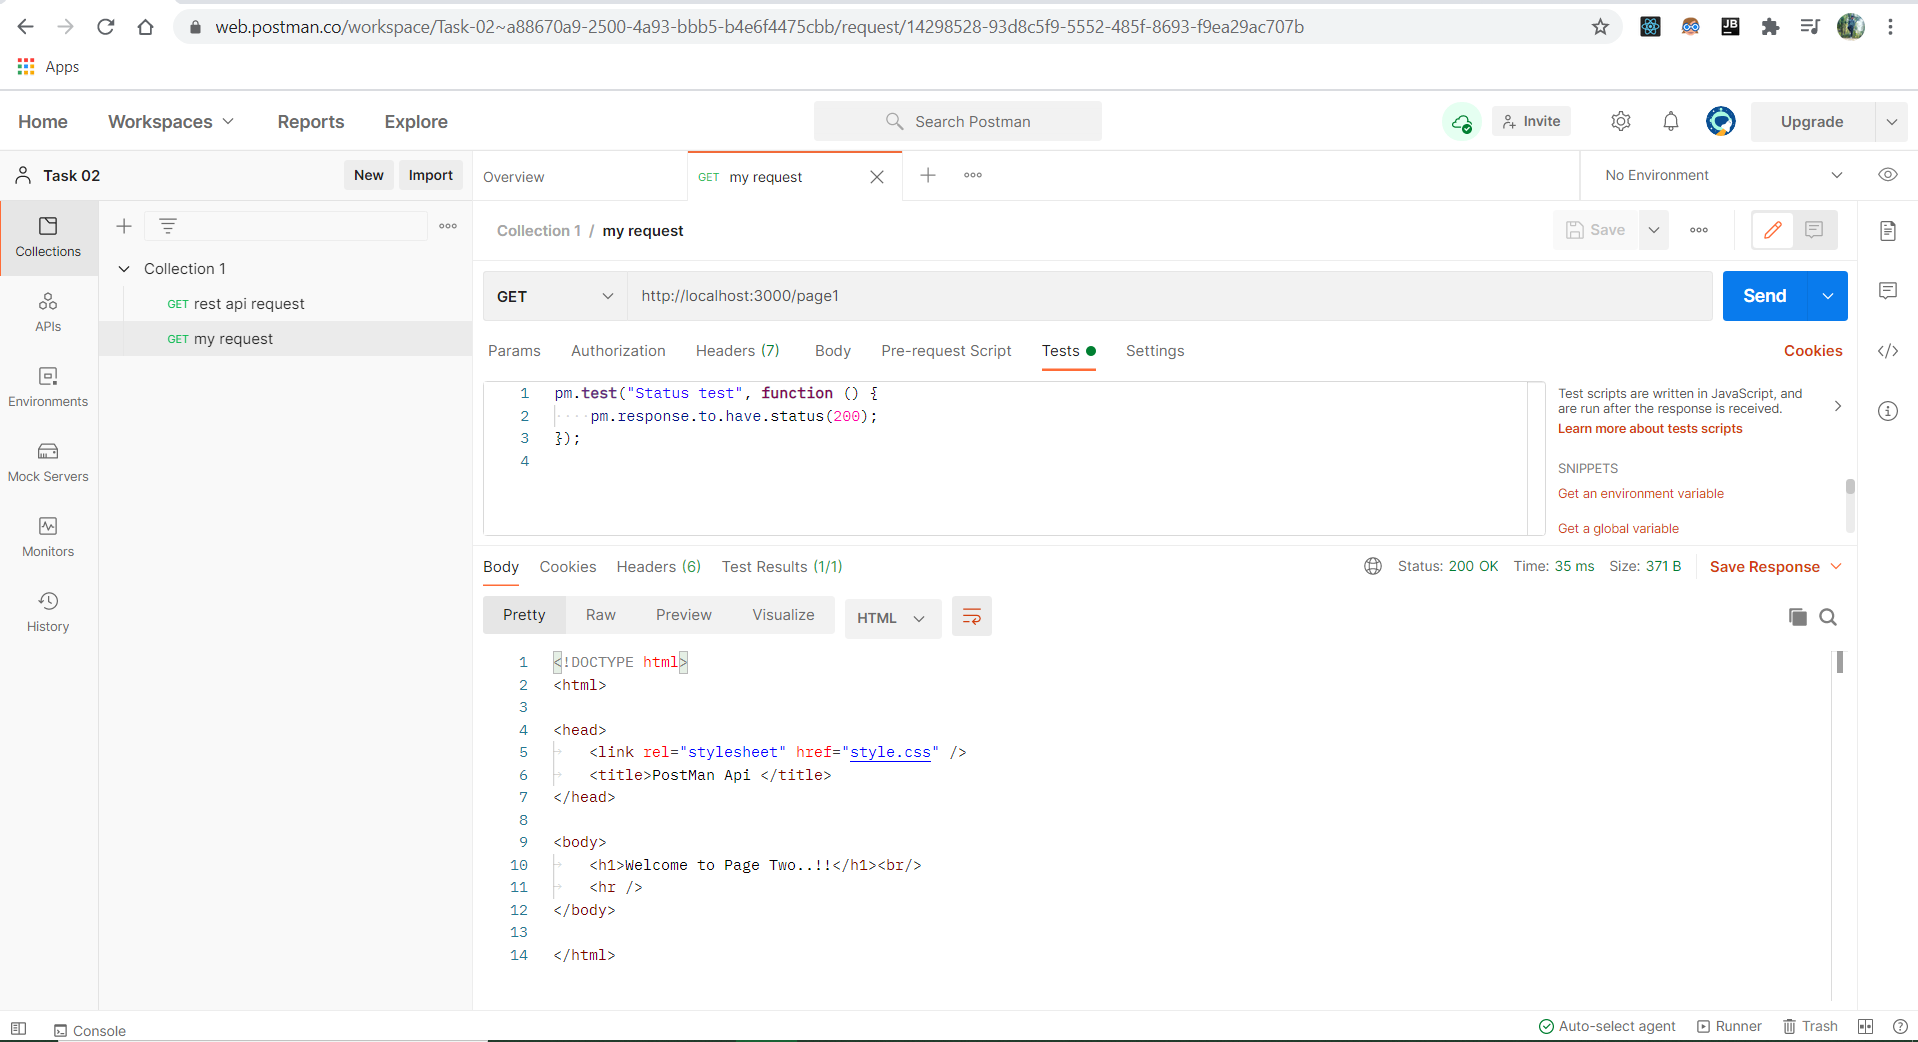 web.postman.co/workspace/Task-02~a88670a9-2500-4a93-bbb5-b4e6f4475cbb/request/14298528-93d8c5f9-5552-485f-8693-f9ea29ac707b
JB
Apps
Home Workspaces Reports Explore Search Postman Invite Upgrade
Task 02 New Import Overview GET my request No Environment
Collections
Collection 1 / my request Save
Collection 1
GET rest api request
GET my request
APIs
Environments
Mock Servers
Monitors
History
GET http://localhost:3000/page1 Send
Params Authorization Headers (7) Body Pre-request Script Tests Settings Cookies
1 pm.test("Status test", function () {
2 ····pm.response.to.have.status(200);
3 });
4
Test scripts are written in JavaScript, and
are run after the response is received.
Learn more about tests scripts
SNIPPETS
Get an environment variable
Get a global variable
Body Cookies Headers (6) Test Results (1/1) Status: 200 OK Time: 35 ms Size: 371 B Save Response
Pretty Raw Preview Visualize HTML
1 <!DOCTYPE html>
2 <html>
3
4 <head>
5 <link rel="stylesheet" href="style.css" />
6 <title>PostMan Api </title>
7 </head>
8
9 <body>
10 <h1>Welcome to Page Two..!!</h1><br/>
11 <hr />
12 </body>
13
14 </html>
Console Auto-select agent Runner Trash